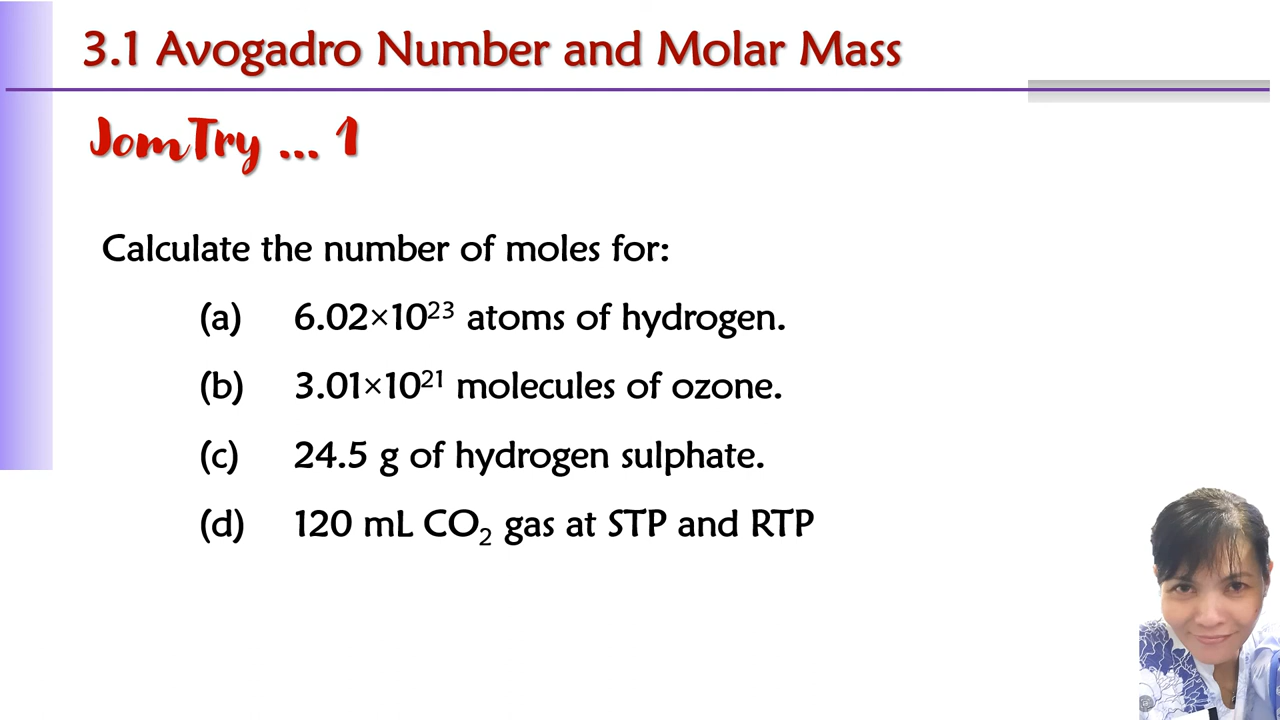 3.1 Avogadro Number and Molar Mass
JomTry ... 1
Calculate the number of moles for:
(a) 6.02×10²³ atoms of hydrogen.
(b) 3.01×10²¹ molecules of ozone.
(c) 24.5 g of hydrogen sulphate.
(d) 120 mL CO₂ gas at STP and RTP